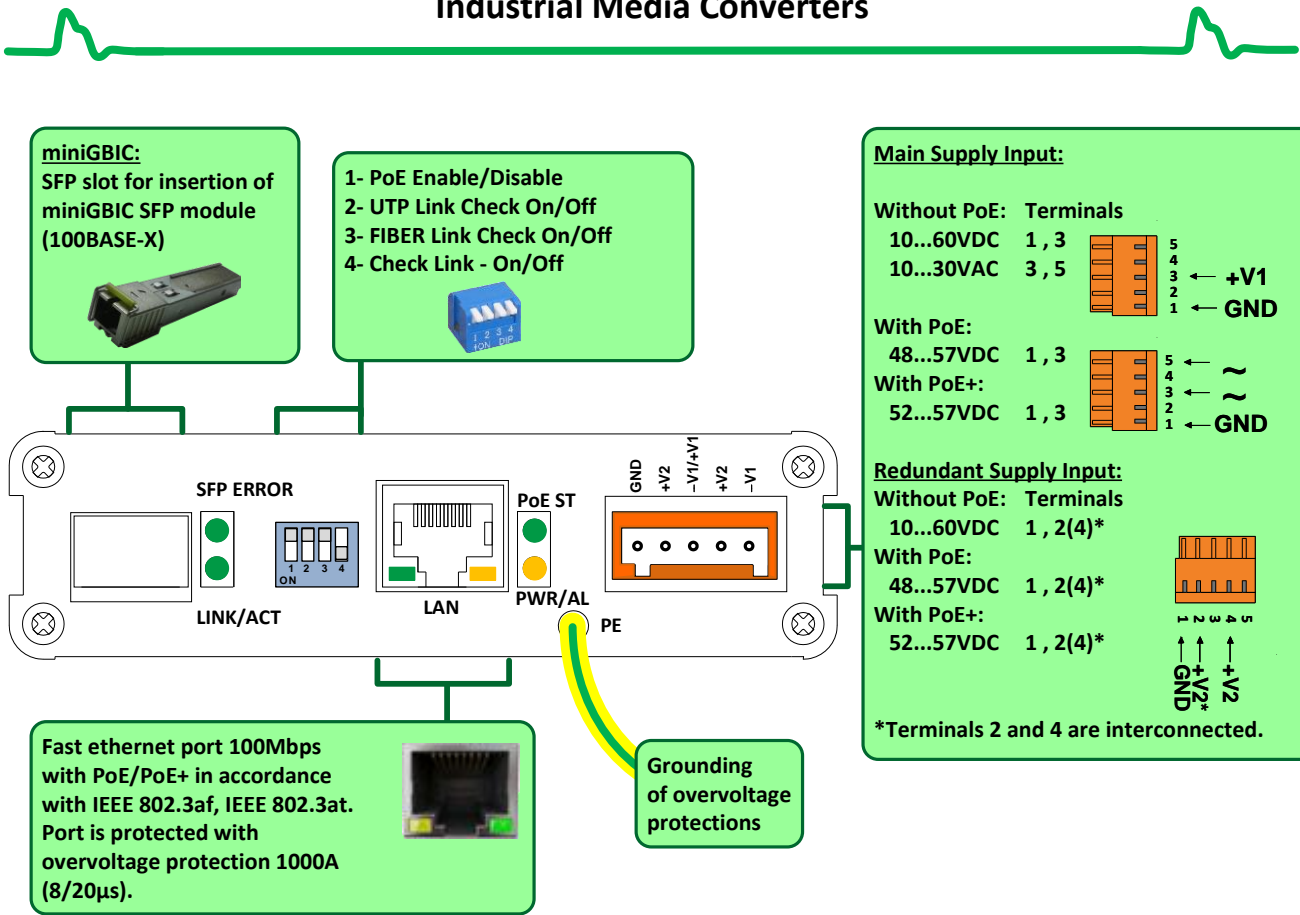 Industrial Media Converters
miniGBIC:
SFP slot for insertion of
miniGBIC SFP module
(100BASE-X)
1- PoE Enable/Disable
2- UTP Link Check On/Off
3- FIBER Link Check On/Off
4- Check Link - On/Off
1 2 3 4
ON DIP
Main Supply Input:
Without PoE: Terminals
10...60VDC 1 , 3
10...30VAC 3 , 5
With PoE:
48...57VDC 1 , 3
With PoE+:
52...57VDC 1 , 3
5
4
3 +V1
2
1 GND
5 ~
4
3 ~
2
1 GND
Redundant Supply Input:
Without PoE: Terminals
10...60VDC 1 , 2(4)*
With PoE:
48...57VDC 1 , 2(4)*
With PoE+:
52...57VDC 1 , 2(4)*
1 2 3 4 5
GND
+V2*
+V2
*Terminals 2 and 4 are interconnected.
SFP ERROR
LINK/ACT
1 2 3 4
ON
LAN
PoE ST
PWR/AL
GND
+V2
–V1/+V1
+V2
–V1
PE
Fast ethernet port 100Mbps
with PoE/PoE+ in accordance
with IEEE 802.3af, IEEE 802.3at.
Port is protected with
overvoltage protection 1000A
(8/20µs).
Grounding
of overvoltage
protections